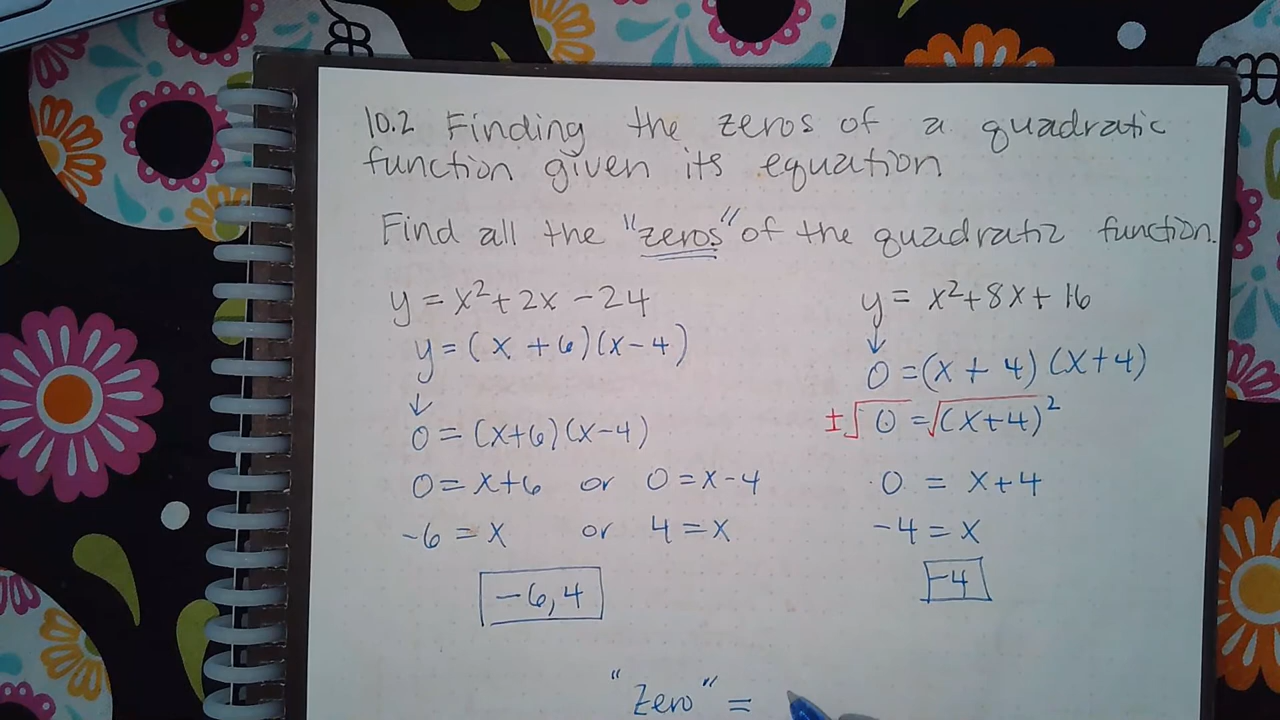 10.2 Finding the zeros of a quadratic
function given its equation
Find all the "zeros" of the quadratic function.
y = x² + 2x - 24
y = (x + 6)(x - 4)
↓
0 = (x+6)(x-4)
0 = x+6 or 0 = x-4
-6 = x or 4 = x
-6, 4
y = x² + 8x + 16
↓
0 = (x + 4)(x+4)
±√0 = √(x+4)²
0 = x+4
-4 = x
-4
"Zero" =